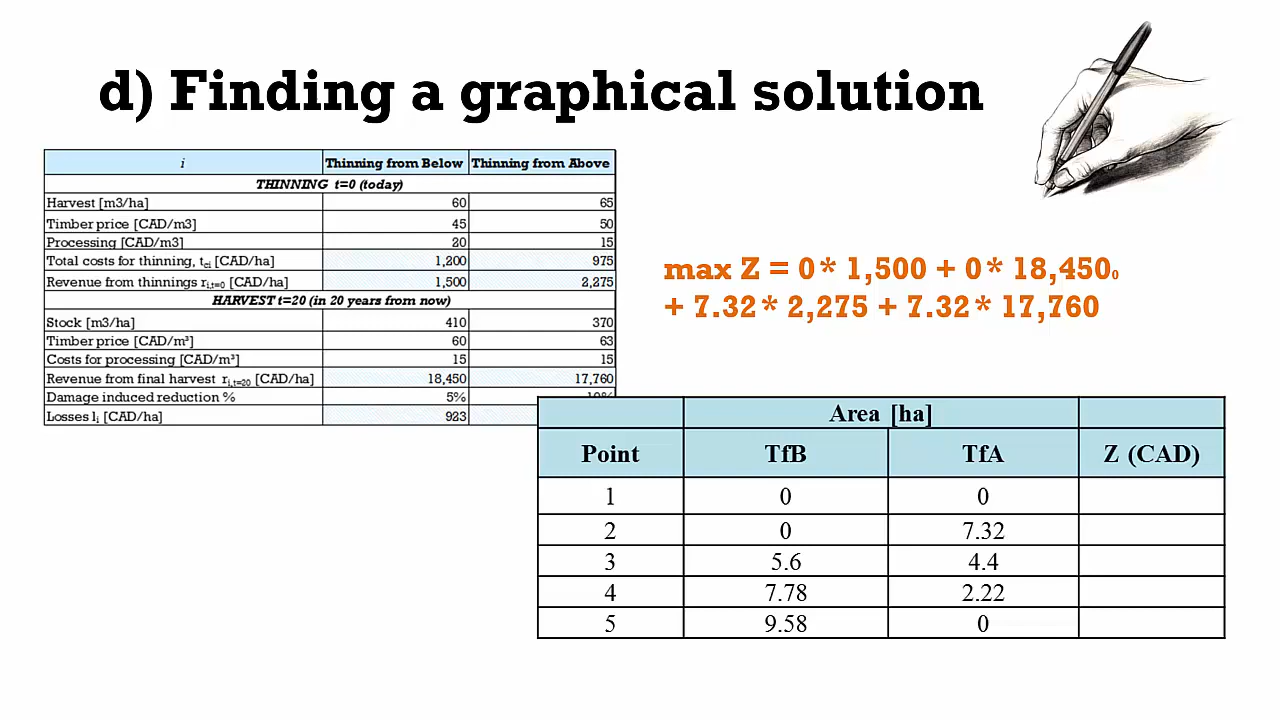 d) Finding a graphical solution
i Thinning from Below Thinning from Above
THINNING t=0 (today)
Harvest [m3/ha] 60 65
Timber price [CAD/m3] 45 50
Processing [CAD/m3] 20 15
Total costs for thinning, tci [CAD/ha] 1,200 975
Revenue from thinnings ri,t=0 [CAD/ha] 1,500 2,275
HARVEST t=20 (in 20 years from now)
Stock [m3/ha] 410 370
Timber price [CAD/m³] 60 63
Costs for processing [CAD/m³] 15 15
Revenue from final harvest ri,t=20 [CAD/ha] 18,450 17,760
Damage induced reduction % 5% 10%
Losses li [CAD/ha] 923
max Z = 0* 1,500 + 0* 18,4500
+ 7.32* 2,275 + 7.32* 17,760
Area [ha]
Point TfB TfA Z (CAD)
1 0 0
2 0 7.32
3 5.6 4.4
4 7.78 2.22
5 9.58 0